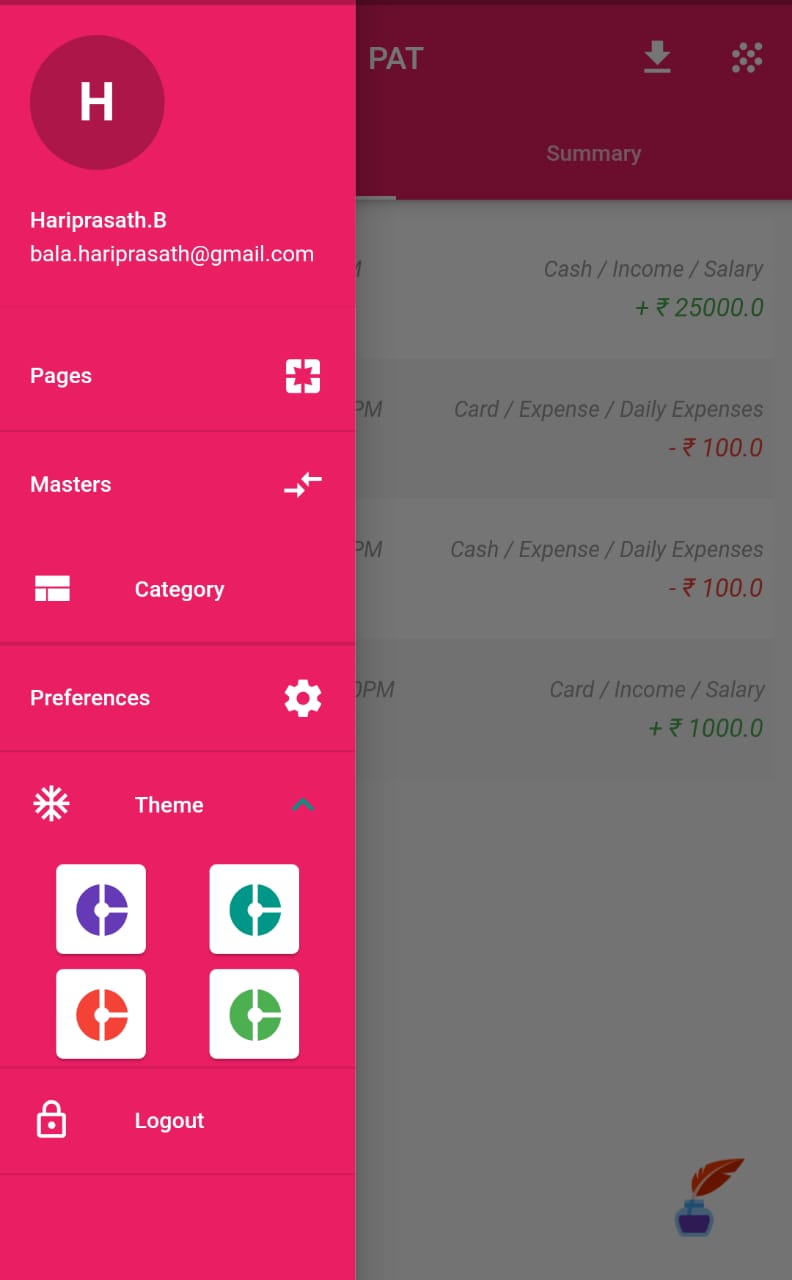 H
Hariprasath.B
bala.hariprasath@gmail.com
Pages
Masters
Category
Preferences
Theme
Logout
PAT
Summary
Cash / Income / Salary
+ ₹ 25000.0
PM
Card / Expense / Daily Expenses
- ₹ 100.0
PM
Cash / Expense / Daily Expenses
- ₹ 100.0
0PM
Card / Income / Salary
+ ₹ 1000.0